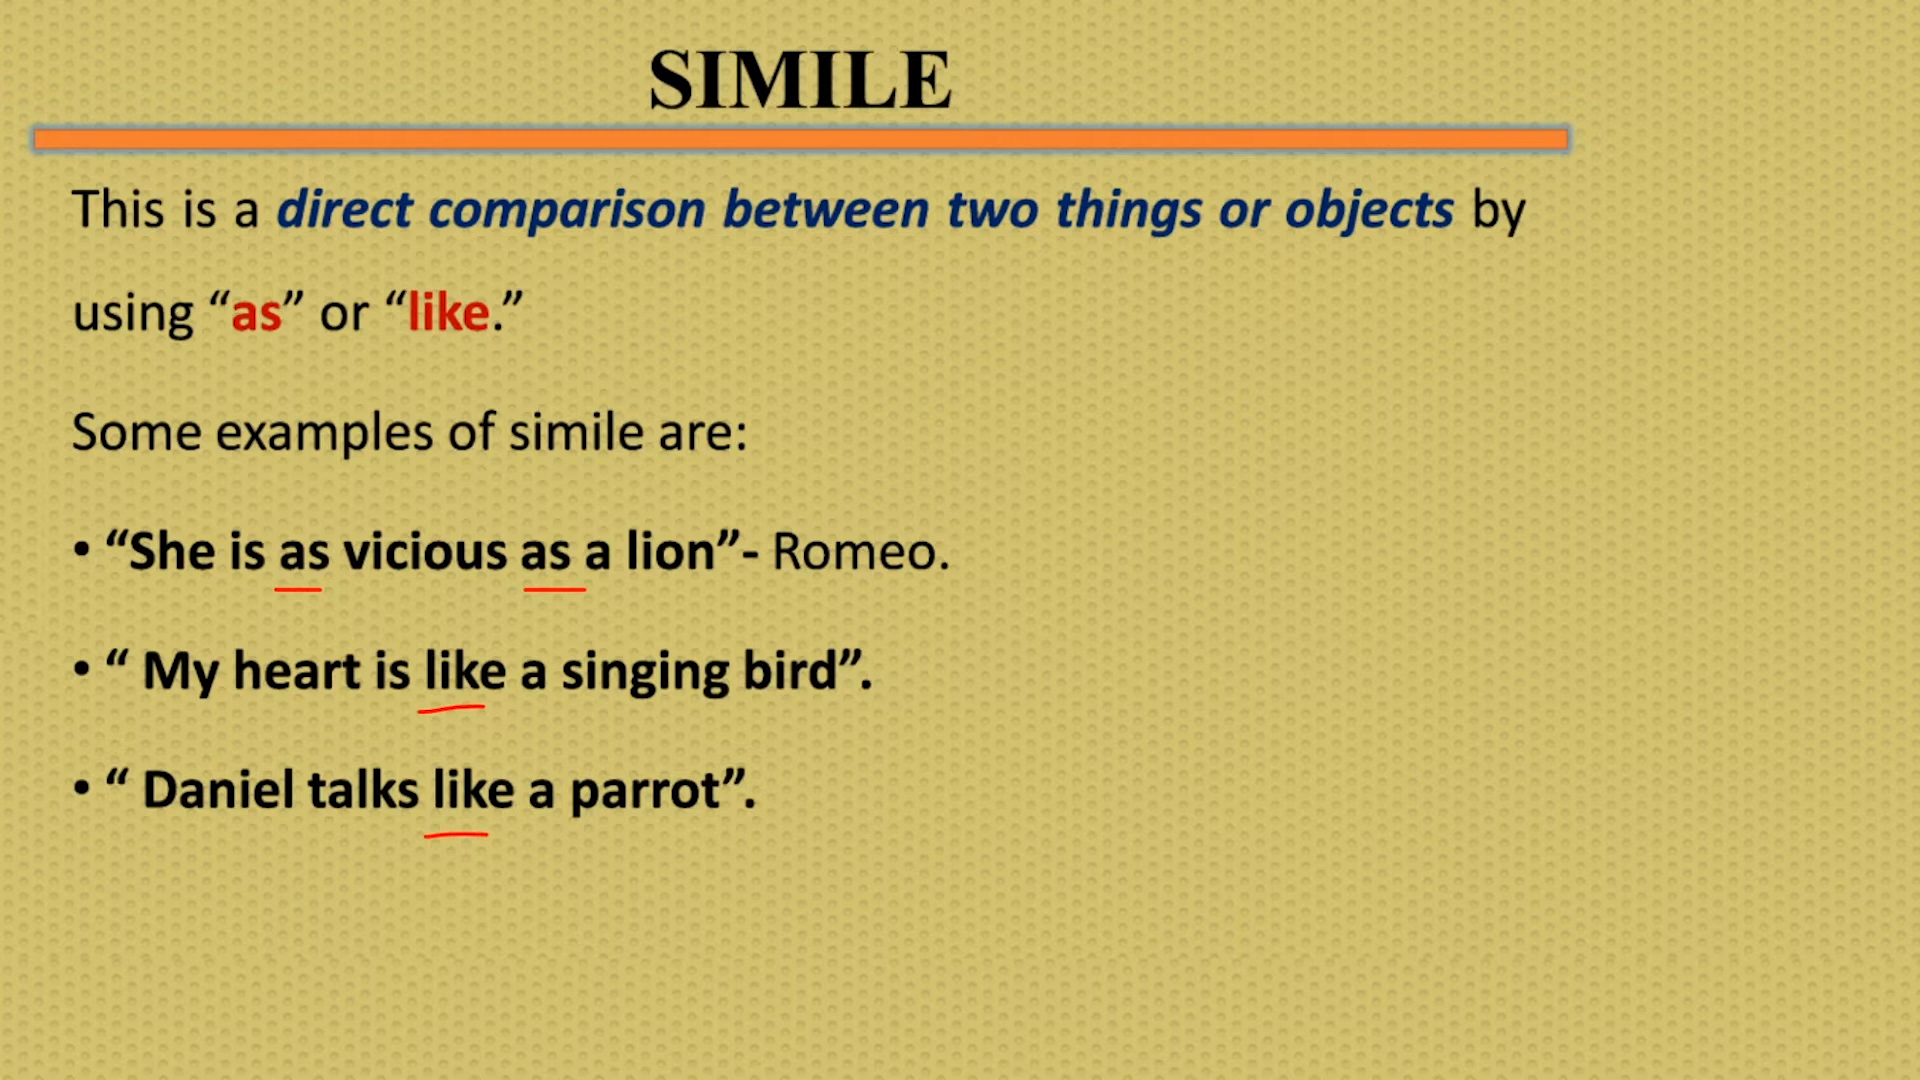 SIMILE
This is a direct comparison between two things or objects by
using “as” or “like.”
Some examples of simile are:
• “She is as vicious as a lion”- Romeo.
• “ My heart is like a singing bird”.
• “ Daniel talks like a parrot”.